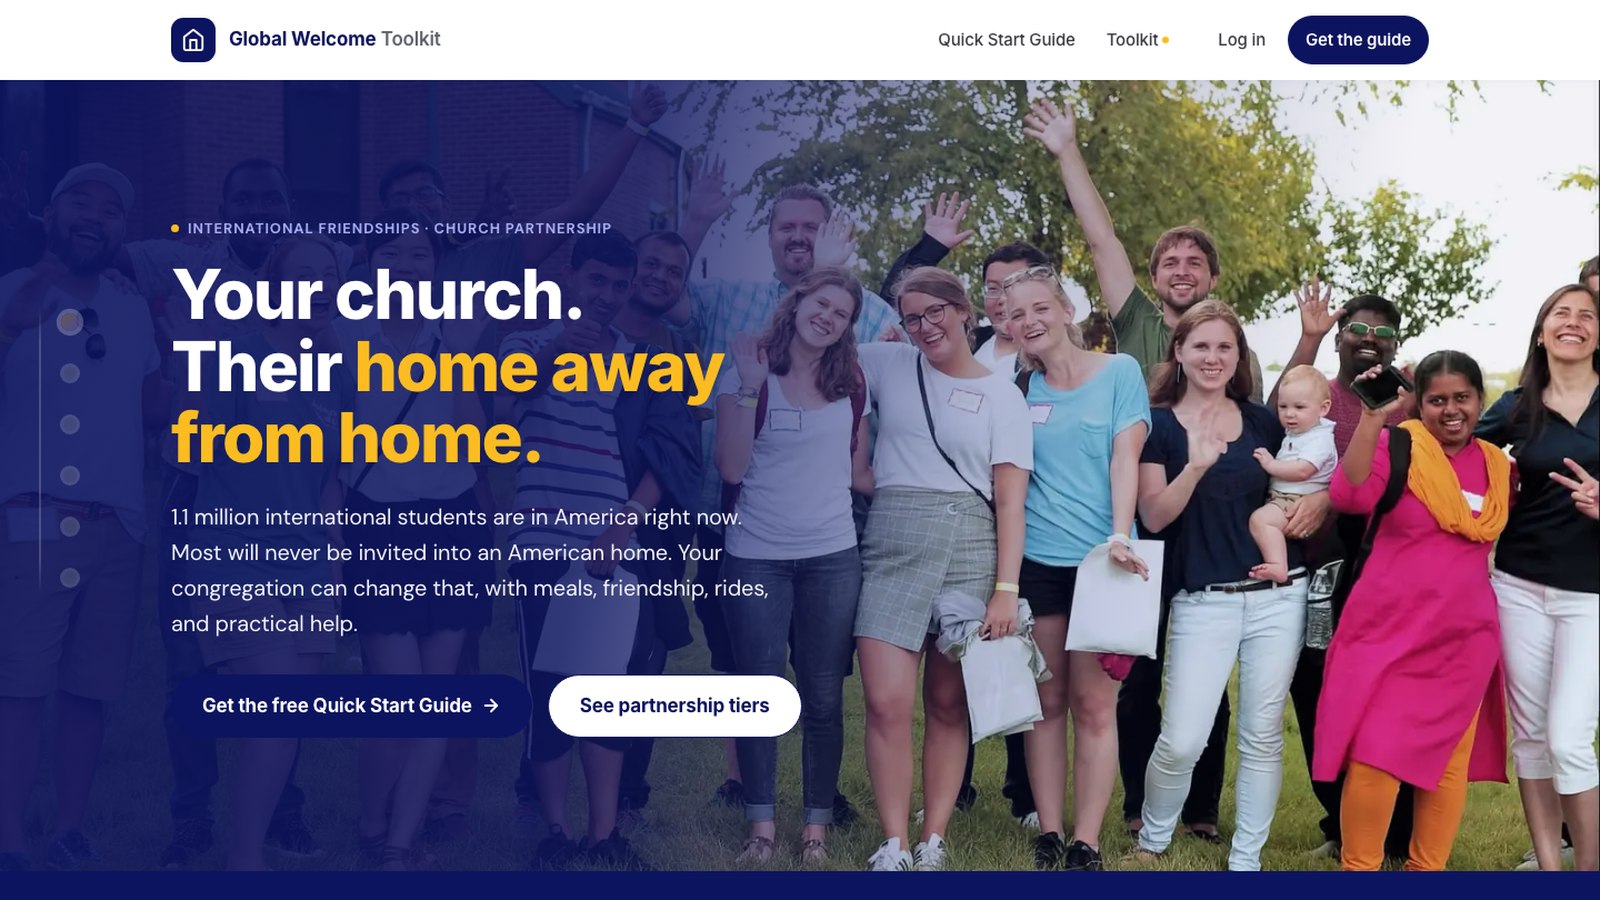 Global Welcome Toolkit
Quick Start Guide
Toolkit
Log in
Get the guide
INTERNATIONAL FRIENDSHIPS · CHURCH PARTNERSHIP
Your church.
Their home away
from home.
1.1 million international students are in America right now.
Most will never be invited into an American home. Your
congregation can change that, with meals, friendship, rides,
and practical help.
Get the free Quick Start Guide →
See partnership tiers